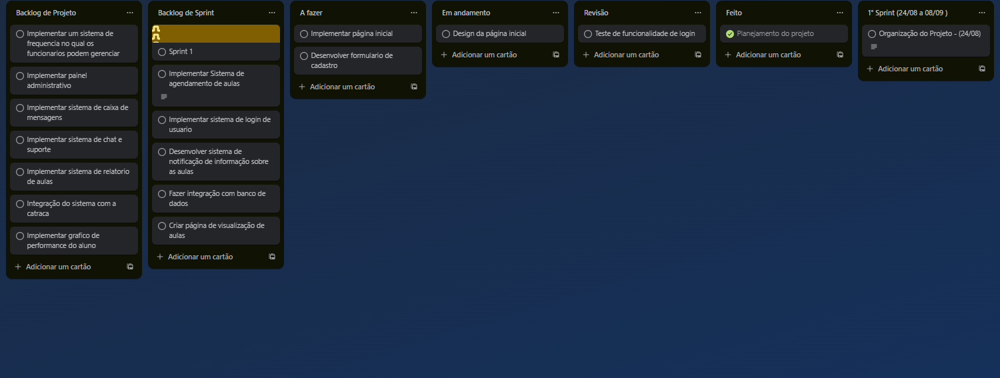 Backlog de Projeto
Implementar um sistema de
frequencia no qual os
funcionarios podem gerenciar
Implementar painel
administrativo
Implementar sistema de caixa de
mensagens
Implementar sistema de chat e
suporte
Implementar sistema de relatorio
de aulas
Integração do sistema com a
catraca
Implementar grafico de
performance do aluno
Adicionar um cartão
Backlog de Sprint
Sprint 1
Implementar Sistema de
agendamento de aulas
Implementar sistema de login de
usuario
Desenvolver sistema de
notificação de informação sobre
as aulas
Fazer integração com banco de
dados
Criar página de visualização de
aulas
Adicionar um cartão
A fazer
Implementar página inicial
Desenvolver formulario de
cadastro
Adicionar um cartão
Em andamento
Design da página inicial
Adicionar um cartão
Revisão
Teste de funcionalidade de login
Adicionar um cartão
Feito
Planejamento do projeto
Adicionar um cartão
1° Sprint (24/08 a 08/09 )
Organização do Projeto - (24/08)
Adicionar um cartão